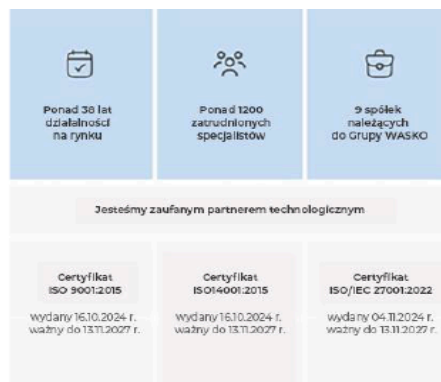 Ponad 38 lat
działalności
na rynku
Ponad 1200
zatrudnionych
specjalistów
9 spółek
należących
do Grupy WASKO
Jesteśmy zaufanym partnerem technologicznym
Certyfikat
ISO 9001:2015
wydany 16.10.2024 r.
ważny do 13.11.2027 r.
Certyfikat
ISO14001:2015
wydany 16.10.2024 r.
ważny do 13.11.2027 r.
Certyfikat
ISO/IEC 27001:2022
wydany 04.11.2024 r.
ważny do 13.11.2027 r.